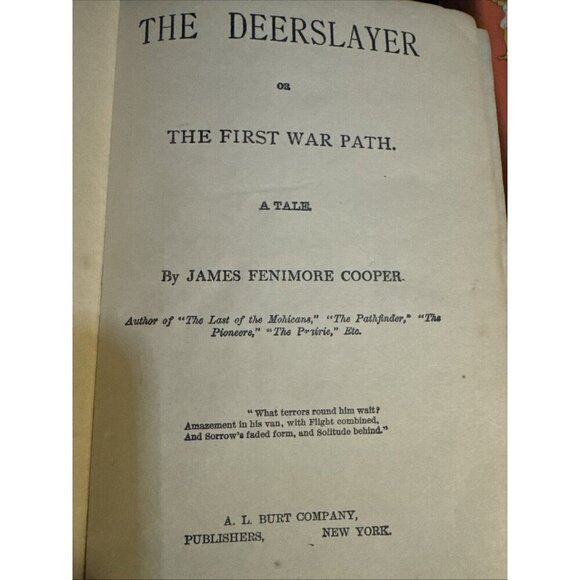 THE DEERSLAYER
OR
THE FIRST WAR PATH.
A TALE.
By JAMES FENIMORE COOPER.
Author of "The Last of the Mohicans," "The Pathfinder," "The
Pioneers," "The Prairie," Etc.
"What terrors round him wait?
Amazement in his van, with Flight combined,
And Sorrow's faded form, and Solitude behind."
A. L. BURT COMPANY,
PUBLISHERS, NEW YORK.